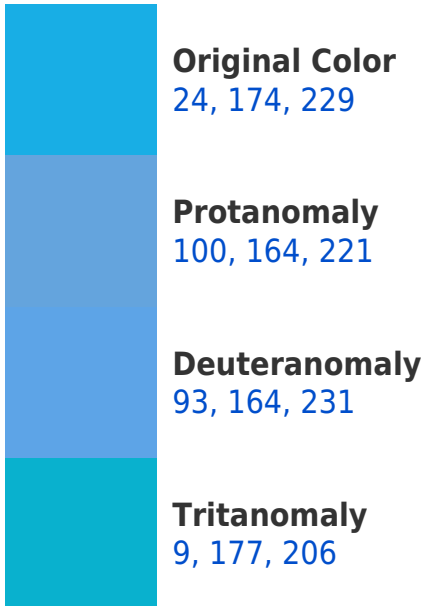 Original Color
24, 174, 229
Protanomaly
100, 164, 221
Deuteranomaly
93, 164, 231
Tritanomaly
9, 177, 206